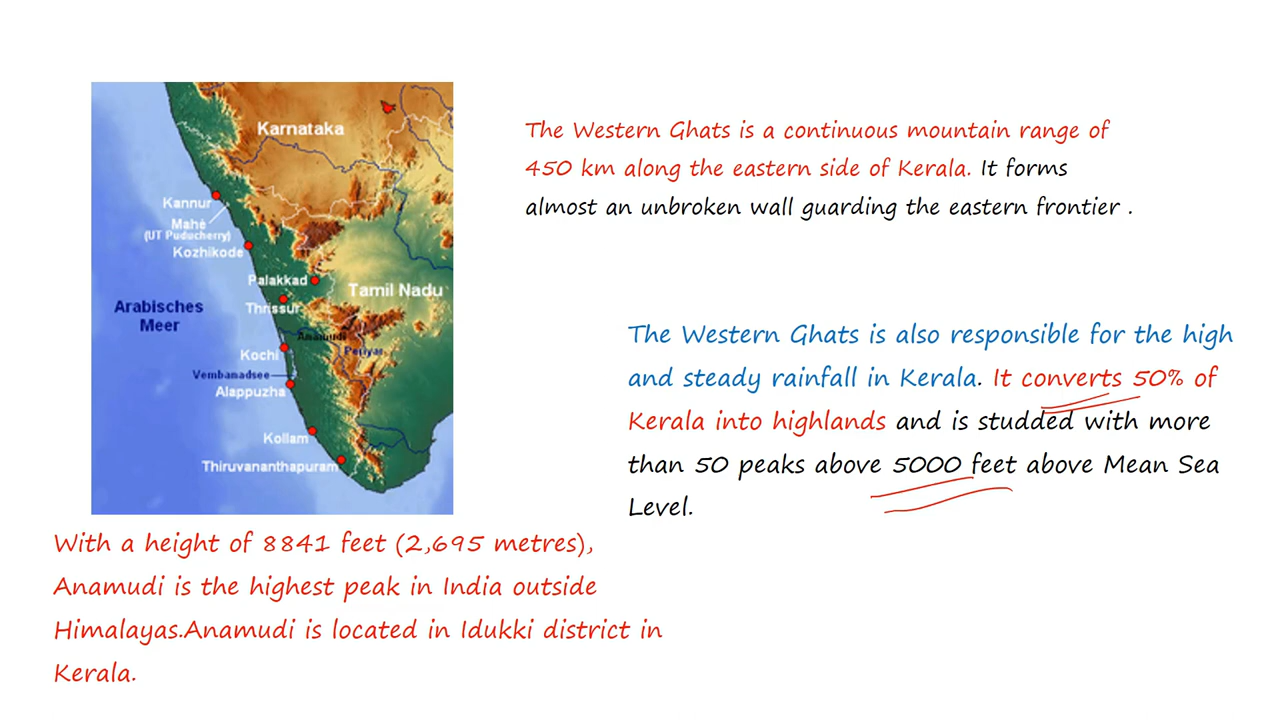 Karnataka
Kannur
Mahè
(UT Puducherry)
Kozhikode
Palakkad
Thrissur
Tamil Nadu
Arabisches
Meer
Anamudi
Periyar
Kochi
Vembanadsee
Alappuzha
Kollam
Thiruvananthapuram
The Western Ghats is a continuous mountain range of
450 km along the eastern side of Kerala. It forms
almost an unbroken wall guarding the eastern frontier .
The Western Ghats is also responsible for the high
and steady rainfall in Kerala. It converts 50% of
Kerala into highlands and is studded with more
than 50 peaks above 5000 feet above Mean Sea
Level.
With a height of 8841 feet (2,695 metres),
Anamudi is the highest peak in India outside
Himalayas.Anamudi is located in Idukki district in
Kerala.